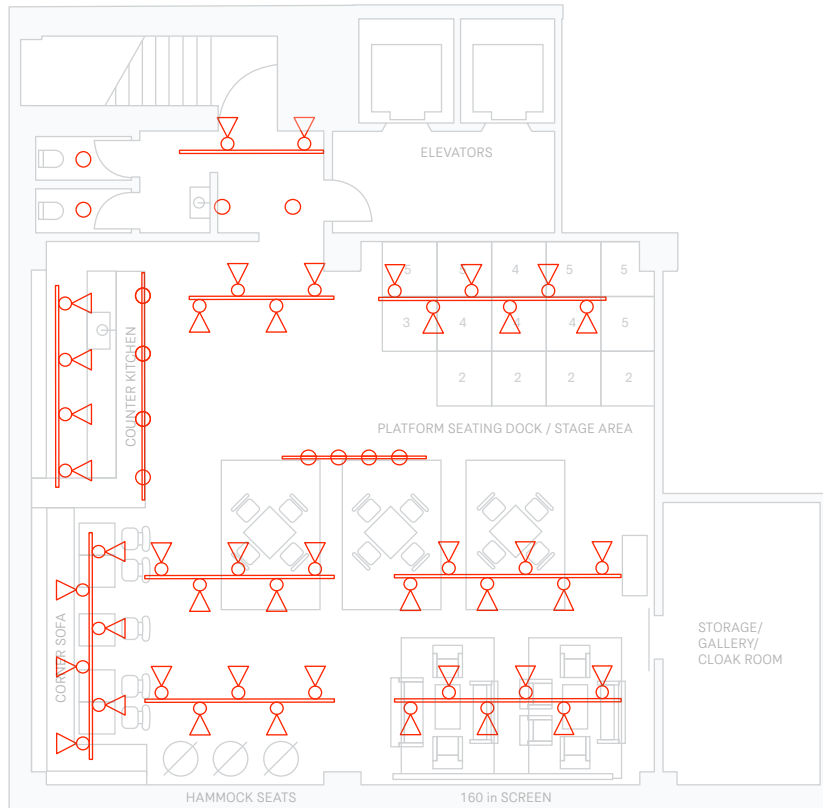 ELEVATORS
5 4 5 5
3 4 4 5
2 2 2 2
COUNTER KITCHEN
PLATFORM SEATING DOCK / STAGE AREA
CORNER SOFA
STORAGE/
GALLERY/
CLOAK ROOM
HAMMOCK SEATS
160 in SCREEN